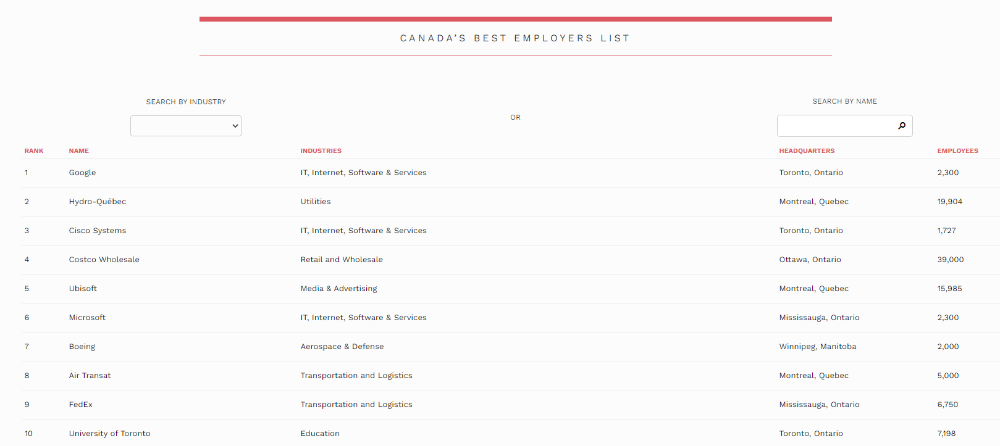 CANADA’S BEST EMPLOYERS LIST
SEARCH BY INDUSTRY
OR
SEARCH BY NAME
RANK NAME INDUSTRIES HEADQUARTERS EMPLOYEES
1 Google IT, Internet, Software & Services Toronto, Ontario 2,300
2 Hydro-Québec Utilities Montreal, Quebec 19,904
3 Cisco Systems IT, Internet, Software & Services Toronto, Ontario 1,727
4 Costco Wholesale Retail and Wholesale Ottawa, Ontario 39,000
5 Ubisoft Media & Advertising Montreal, Quebec 15,985
6 Microsoft IT, Internet, Software & Services Mississauga, Ontario 2,300
7 Boeing Aerospace & Defense Winnipeg, Manitoba 2,000
8 Air Transat Transportation and Logistics Montreal, Quebec 5,000
9 FedEx Transportation and Logistics Mississauga, Ontario 6,750
10 University of Toronto Education Toronto, Ontario 7,198